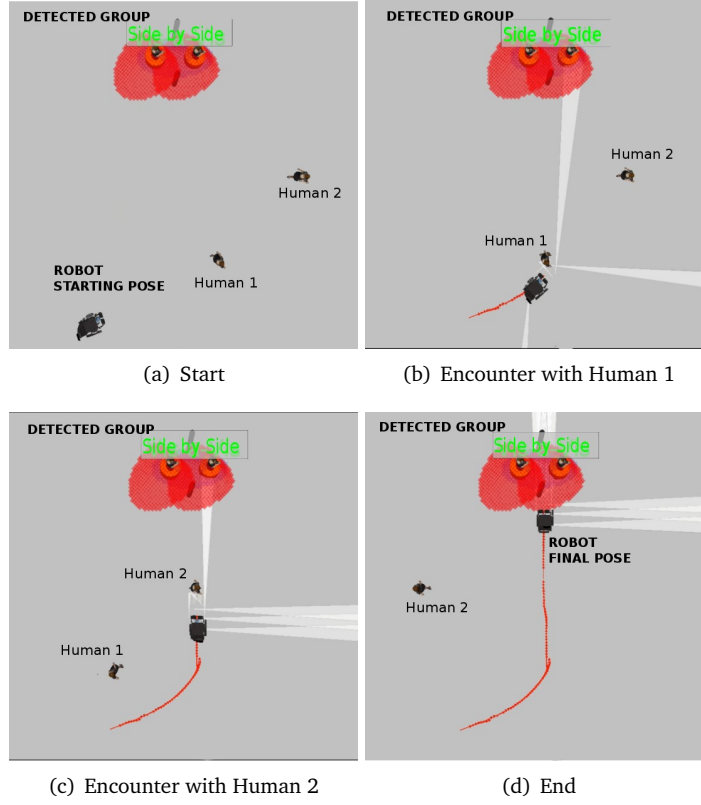 DETECTED GROUP
Side by Side
Human 2
Human 1
ROBOT
STARTING POSE
(a) Start
DETECTED GROUP
Side by Side
Human 2
Human 1
(b) Encounter with Human 1
DETECTED GROUP
Side by Side
Human 2
Human 1
(c) Encounter with Human 2
DETECTED GROUP
Side by Side
ROBOT
FINAL POSE
Human 2
(d) End